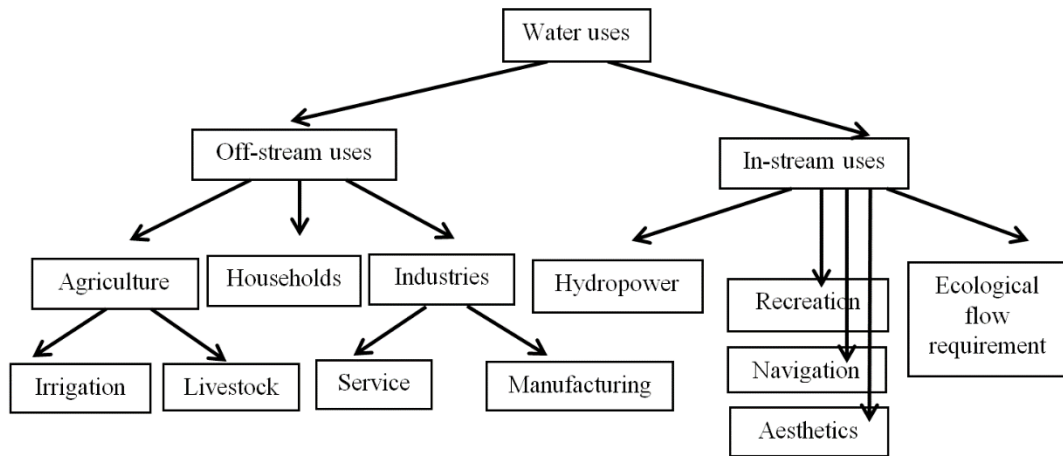 Water uses
Off-stream uses
In-stream uses
Agriculture
Households
Industries
Hydropower
Recreation
Ecological
flow
requirement
Irrigation
Livestock
Service
Manufacturing
Navigation
Aesthetics